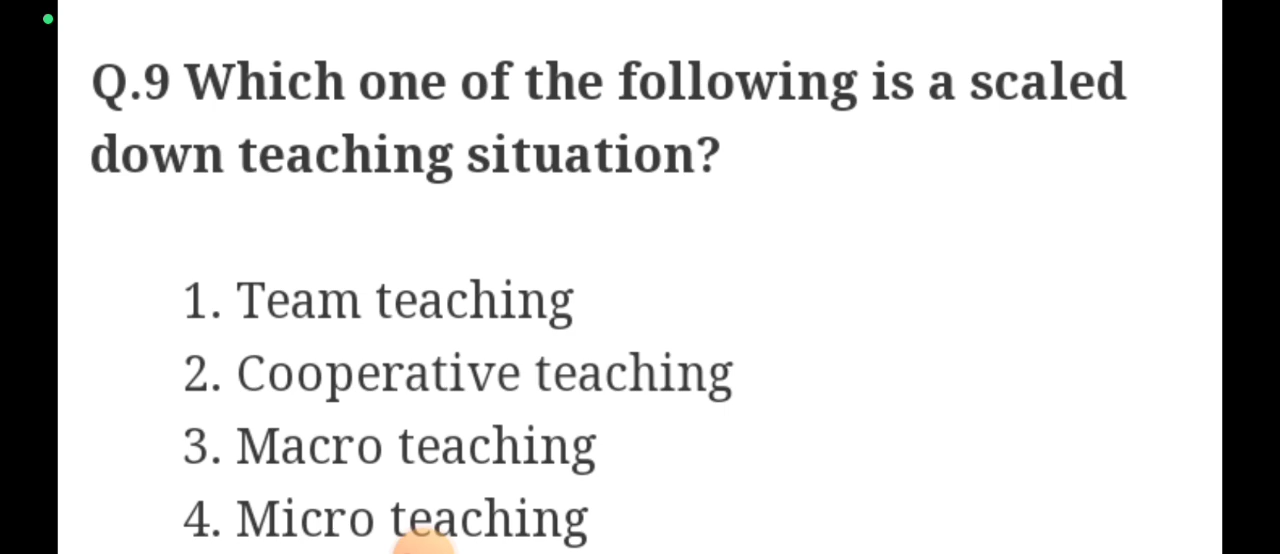 Q.9 Which one of the following is a scaled
down teaching situation?
1. Team teaching
2. Cooperative teaching
3. Macro teaching
4. Micro teaching